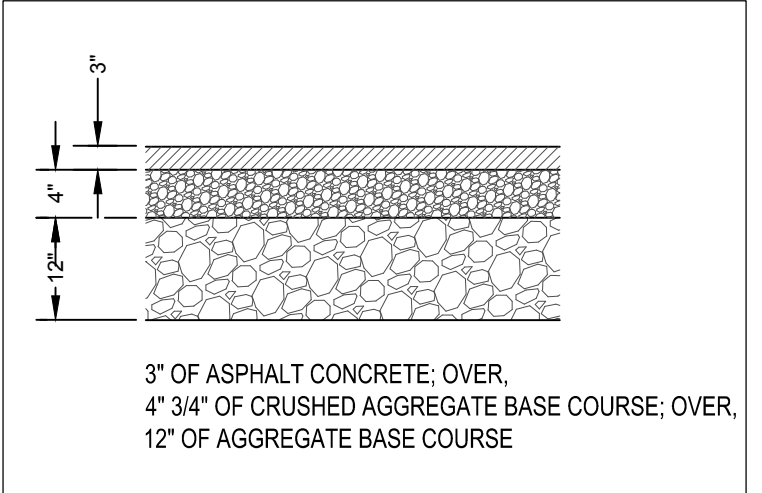 3"
4"
12"
3" OF ASPHALT CONCRETE; OVER,
4" 3/4" OF CRUSHED AGGREGATE BASE COURSE; OVER,
12" OF AGGREGATE BASE COURSE